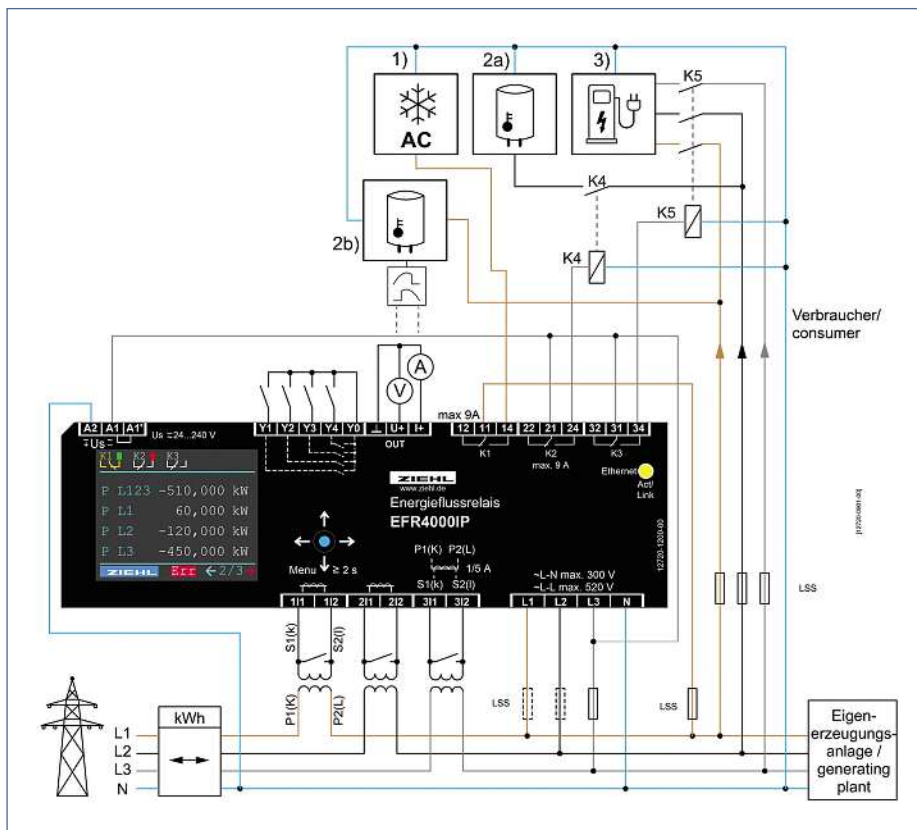 1)
2a)
3)
K5
AC
K4
2b)
K5
K4
Verbraucher/
consumer
A
V
max 9A
A2 A1 A1'
Us
Us 24...240 V
Y1 Y2 Y3 Y4 Y0
⊥ U+ I+
OUT
12 11 14
K1
22 21 24
K2
max. 9 A
32 31 34
K3
K1 K2 K3
P L123 -510,000 kW
P L1 60,000 kW
P L2 -120,000 kW
P L3 -450,000 kW
ZIEHL Err ←2/3
ZIEHL
www.ziehl.de
Energieflussrelais
EFR4000IP
Ethernet
Act/
Link
Menu ≥ 2 s
P1(K) P2(L)
1/5 A
S1(k) S2(l)
~L-N max. 300 V
~L-L max. 520 V
12720-1200-00
1I1 1I2 2I1 2I2 3I1 3I2
L1 L2 L3 N
S1(k)
S2(l)
P1(K)
P2(L)
LSS
LSS
LSS
kWh
L1
L2
L3
N
Eigen-
erzeugungs-
anlage /
generating
plant